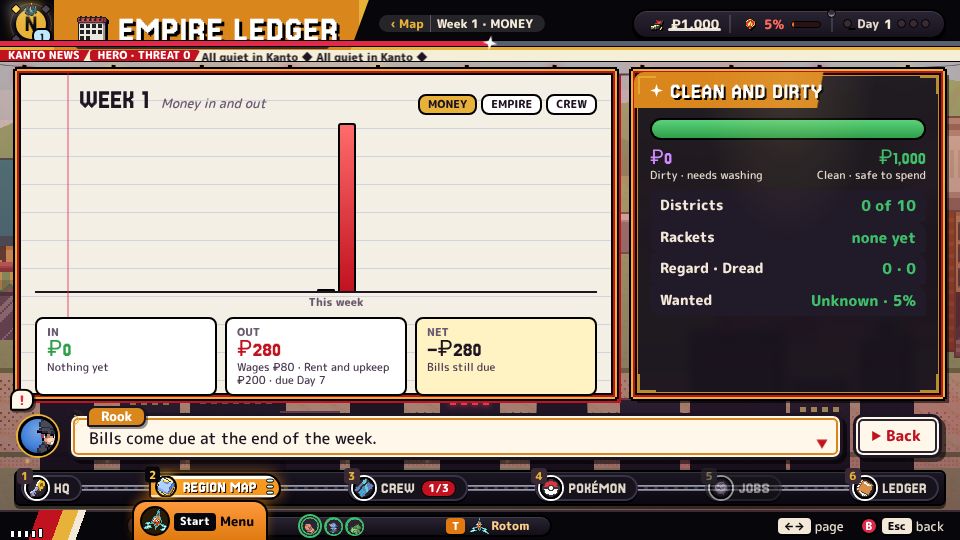 EMPIRE LEDGER
‹ Map
Week 1 · MONEY
₽1,000
5%
Day 1
KANTO NEWS
HERO · THREAT 0
All quiet in Kanto ◆ All quiet in Kanto ◆
WEEK 1
Money in and out
MONEY
EMPIRE
CREW
This week
IN
₽0
Nothing yet
OUT
₽280
Wages ₽80 · Rent and upkeep
₽200 · due Day 7
NET
−₽280
Bills still due
CLEAN AND DIRTY
₽0
₽1,000
Dirty · needs washing
Clean · safe to spend
Districts
0 of 10
Rackets
none yet
Regard · Dread
0 · 0
Wanted
Unknown · 5%
!
Rook
Bills come due at the end of the week.
Back
1
HQ
2
REGION MAP
3
CREW
1/3
4
POKÉMON
5
JOBS
6
LEDGER
Start
Menu
T
Rotom
↔ page
B
Esc
back